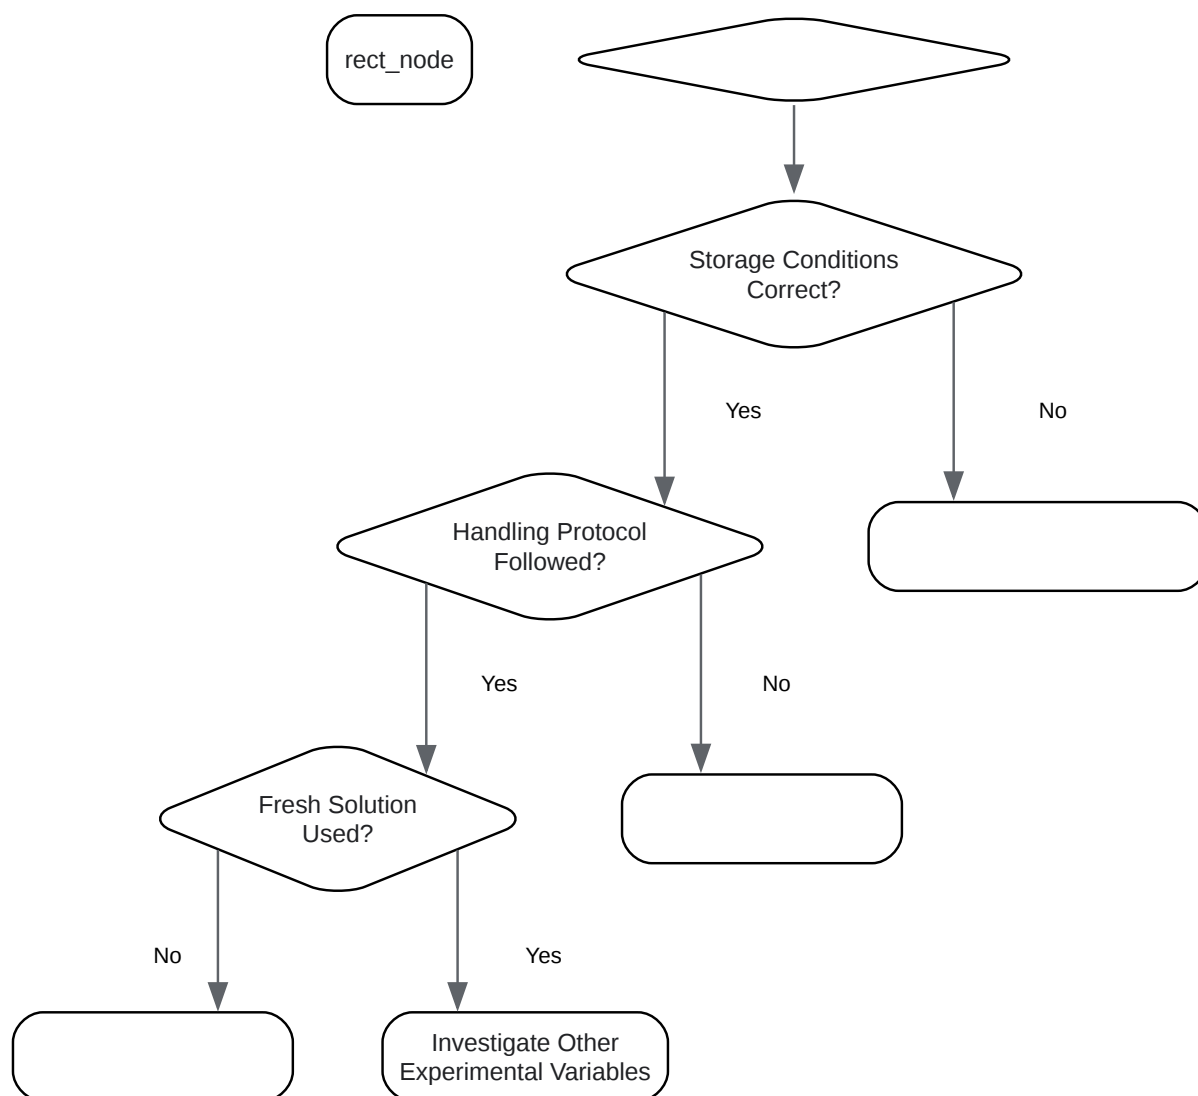 rect_node
Storage Conditions
Correct?
Yes
No
Handling Protocol
Followed?
Yes
No
Fresh Solution
Used?
No
Yes
Investigate Other
Experimental Variables